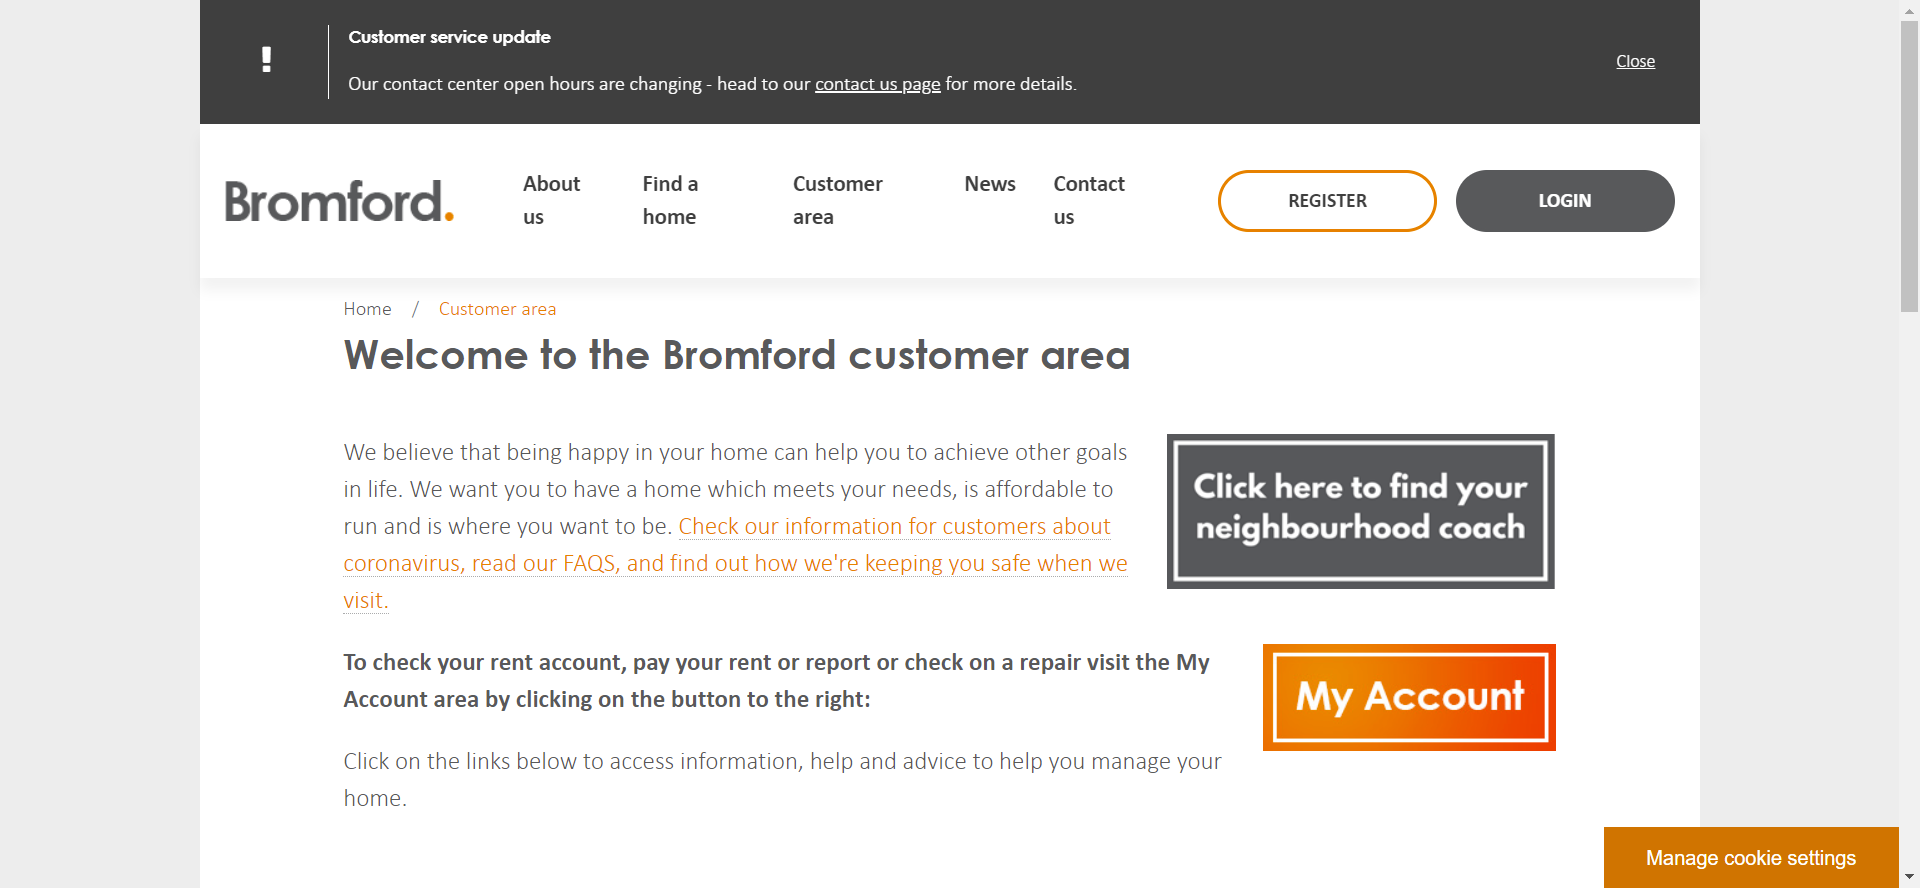 Customer service update
!
Our contact center open hours are changing - head to our contact us page for more details.
Close
Bromford.
About us
Find a home
Customer area
News
Contact us
REGISTER
LOGIN
Home / Customer area
Welcome to the Bromford customer area
We believe that being happy in your home can help you to achieve other goals
in life. We want you to have a home which meets your needs, is affordable to
run and is where you want to be. Check our information for customers about
coronavirus, read our FAQS, and find out how we're keeping you safe when we
visit.
Click here to find your
neighbourhood coach
To check your rent account, pay your rent or report or check on a repair visit the My
Account area by clicking on the button to the right:
My Account
Click on the links below to access information, help and advice to help you manage your
home.
Manage cookie settings